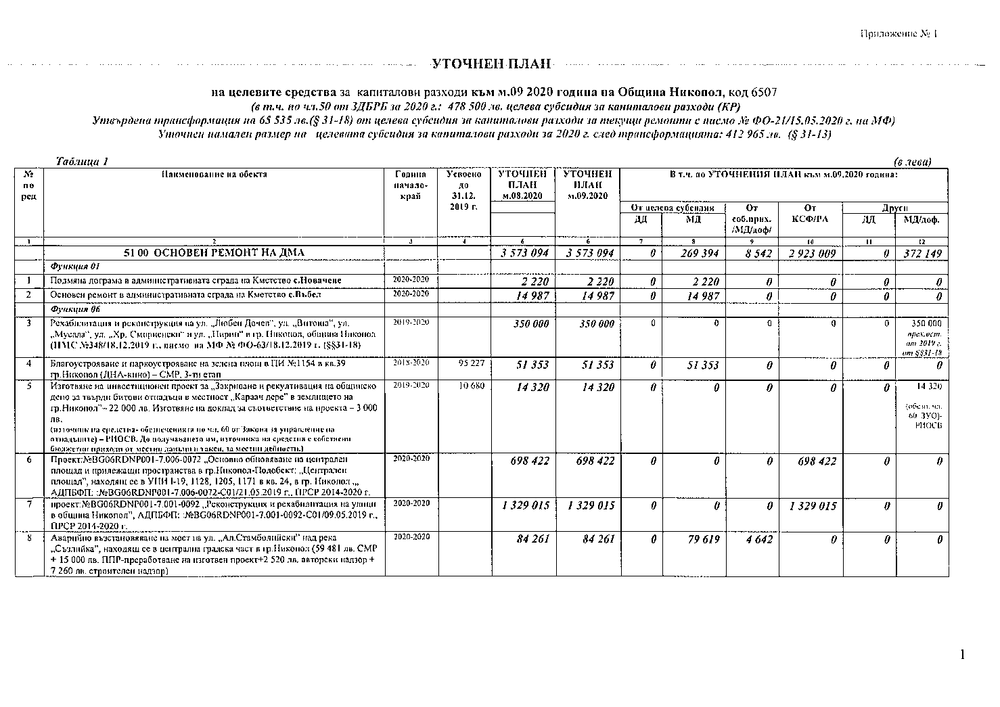 Приложение № 1
УТОЧНЕН ПЛАН
на целевите средства за капиталови разходи към м.09 2020 година на Община Никопол, код 6507
(в т.ч. по чл.50 от ЗДБРБ за 2020 г.: 478 500 лв. целева субсидия за капиталови разходи (КР)
Утвърдена трансформация на 65 535 лв.(§ 31-18) от целева субсидия за капиталови разходи за текущи ремонти с писмо № ФО-21/15.05.2020 г. на МФ)
Уточнен намален размер на целевата субсидия за капиталови разходи за 2020 г. след трансформацията: 412 965 лв. (§ 31-13)
Таблица 1 (в лева)
№ по ред Наименование на обекта Година начало-край Усвоено до 31.12. 2019 г. УТОЧНЕН ПЛАН м.08.2020 УТОЧНЕН ПЛАН м.09.2020 В т.ч. по УТОЧНЕНИЯ ПЛАН към м.09.2020 година:
От целева субсидия От соб.прих. /МД/доф/ От КСФ/РА Други
ДД МД ДД МД/доф.
1 2 3 4 6 6 7 8 9 10 11 12
51 00 ОСНОВЕН РЕМОНТ НА ДМА 3 573 094 3 573 094 0 269 394 8 542 2 923 009 0 372 149
Функция 01
1 Подмяна дограма в административната сграда на Кметство с.Новачене 2020-2020 2 220 2 220 0 2 220 0 0 0 0
2 Основен ремонт в административната сграда на Кметство с.Въбел 2020-2020 14 987 14 987 0 14 987 0 0 0 0
Функция 06
3 Рехабилитация и реконструкция на ул. „Любен Дочев“, ул. „Витоша“, ул. 2019-2020 350 000 350 000 0 0 0 0 0 350 000
„Мусала“, ул. „Хр. Смирненски“ и ул. „Пирин“ в гр. Никопол, община Никопол прех.ост.
(ПМС №348/18.12.2019 г., писмо на МФ № ФО-63/18.12.2019 г. (§§31-18) от 2019 г.
от §§31-18
4 Благоустрояване и паркоустрояване на зелена площ в ПИ №1154 в кв.39 2018-2020 95 227 51 353 51 353 0 51 353 0 0 0 0
гр.Никопол (ДНА-кино) – СМР, 3-ти етап
5 Изготвяне на инвестиционен проект за „Закриване и рекултивация на общинско 2019-2020 10 680 14 320 14 320 0 0 0 0 0 14 320
депо за твърди битови отпадъци в местност „Караач дере" в землището на
гр.Никопол”– 22 000 лв. Изготвяне на доклад за съответствие на проекта – 3 000 (обезп. чл.
лв. 60 ЗУО)-
(източник на средства- обезпеченията по чл. 60 от Закона за управление на РИОСВ
отпадъците) – РИОСВ. До получаването им, източника на средства е собствени
бюджетни приходи от местни данъци и такси, за местни дейности.)
6 Проект:№BG06RDNP001-7.006-0072 „Основно обновяване на централен 2020-2020 698 422 698 422 0 0 0 698 422 0 0
площад и прилежащи пространства в гр.Никопол-Подобект: „Централен
площад”, находящ се в УПИ I-19, 1128, 1205, 1171 в кв. 24, в гр. Никопол „,
АДПБФП: :№BG06RDNP001-7.006-0072-C01/21.05.2019 г., ПРСР 2014-2020 г.
7 проект:№BG06RDNP001-7.001-0092 „Реконструкция и рехабилитация на улици 2020-2020 1 329 015 1 329 015 0 0 0 1 329 015 0 0
в община Никопол”, АДПБФП: :№BG06RDNP001-7.001-0092-C01/09.05.2019 г.,
ПРСР 2014-2020 г.
8 Аварийно възстановяване на мост на ул. „Ал.Стамболийски” над река 2020-2020 84 261 84 261 0 79 619 4 642 0 0 0
„Съзлийка”, находящ се в централна градска част в гр.Никопол (59 481 лв. СМР
+ 15 000 лв. ППР-преработване на изготвен проект+2 520 лв. авторски надзор +
7 260 лв. строителен надзор)
1